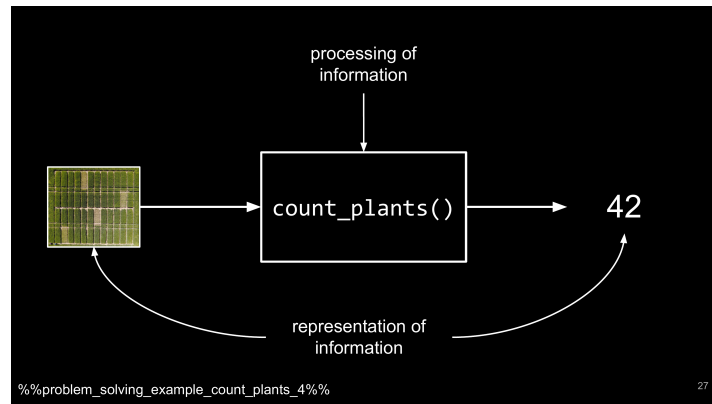 processing of
information
count_plants()
42
representation of
information
%%problem_solving_example_count_plants_4%%
27